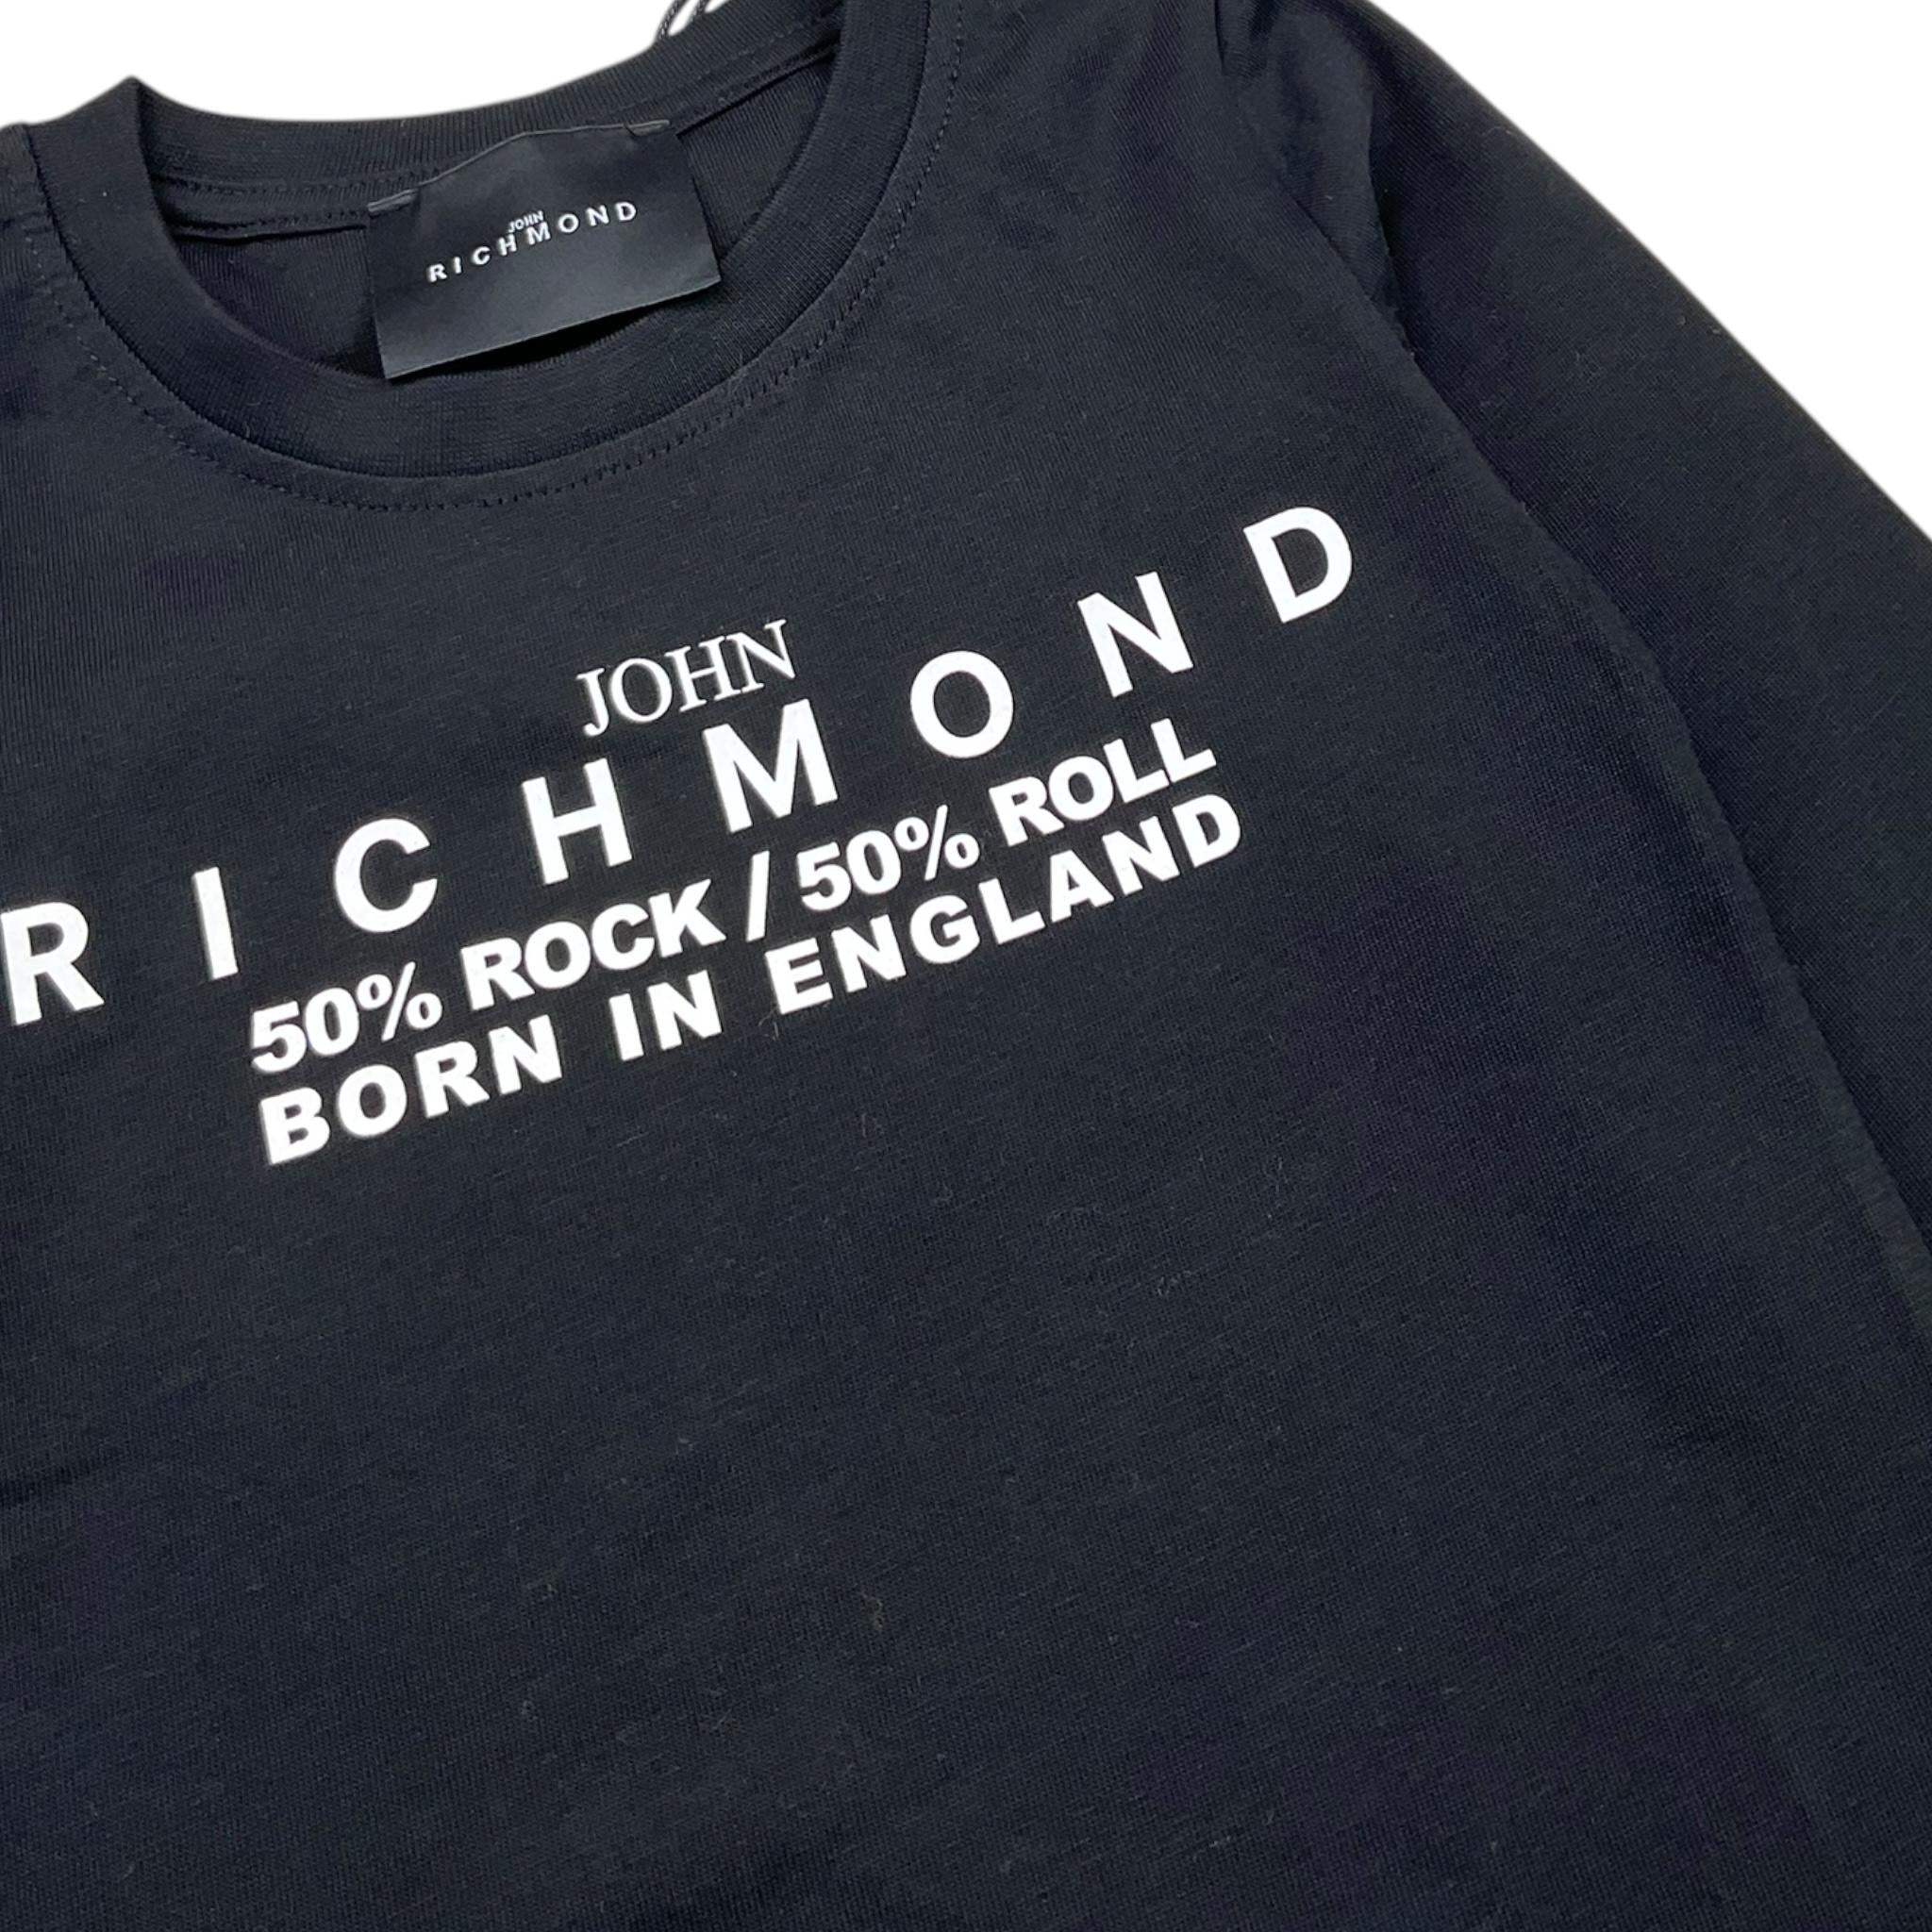 JOHN
RICHMOND
JOHN
RICHMOND
50% ROCK / 50% ROLL
BORN IN ENGLAND